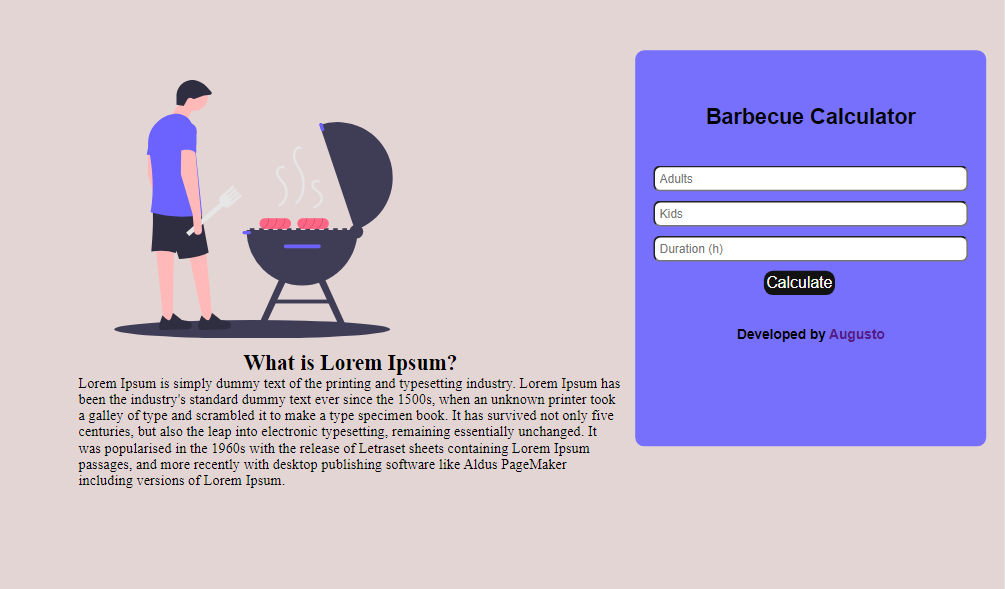 Barbecue Calculator
Adults
Kids
Duration (h)
Calculate
Developed by Augusto
What is Lorem Ipsum?
Lorem Ipsum is simply dummy text of the printing and typesetting industry. Lorem Ipsum has
been the industry's standard dummy text ever since the 1500s, when an unknown printer took
a galley of type and scrambled it to make a type specimen book. It has survived not only five
centuries, but also the leap into electronic typesetting, remaining essentially unchanged. It
was popularised in the 1960s with the release of Letraset sheets containing Lorem Ipsum
passages, and more recently with desktop publishing software like Aldus PageMaker
including versions of Lorem Ipsum.